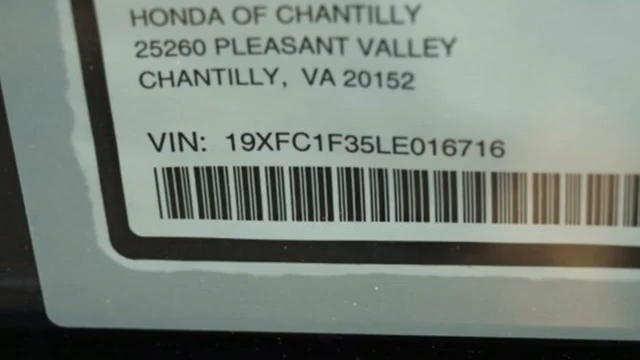 HONDA OF CHANTILLY
25260 PLEASANT VALLEY
CHANTILLY, VA 20152
VIN: 19XFC1F35LE016716